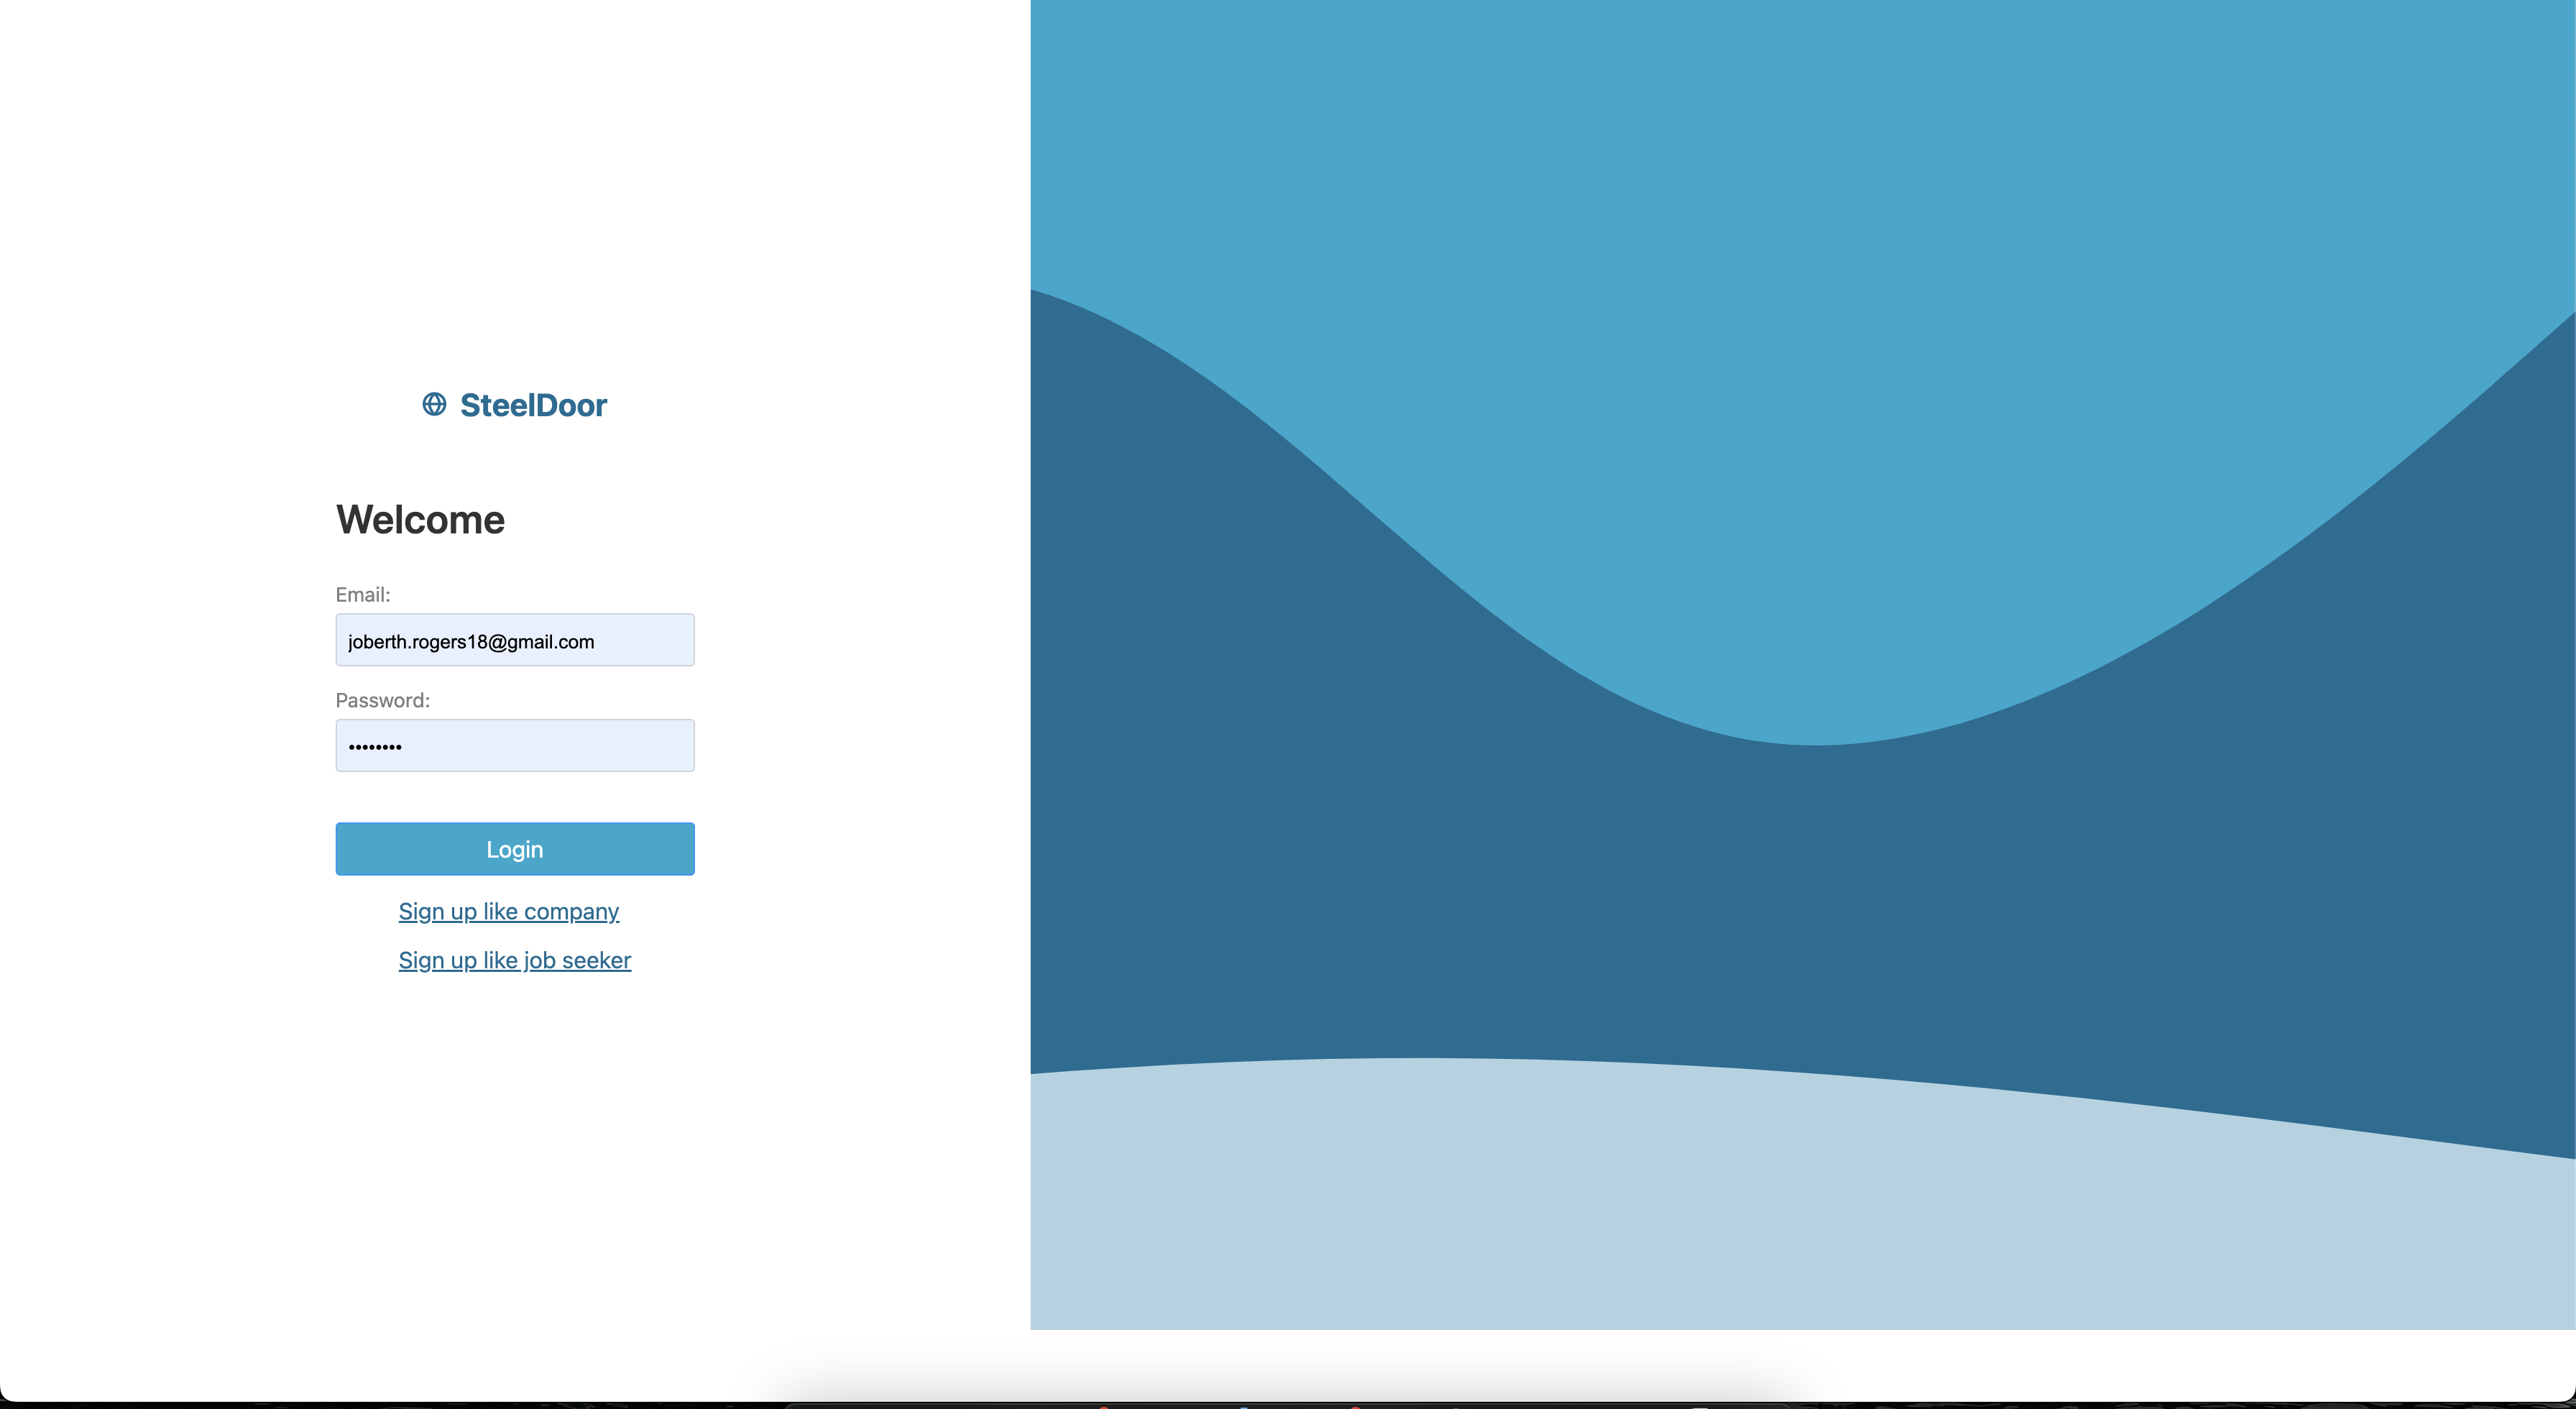 SteelDoor
Welcome
Email:
joberth.rogers18@gmail.com
Password:
••••••••
Login
Sign up like company
Sign up like job seeker